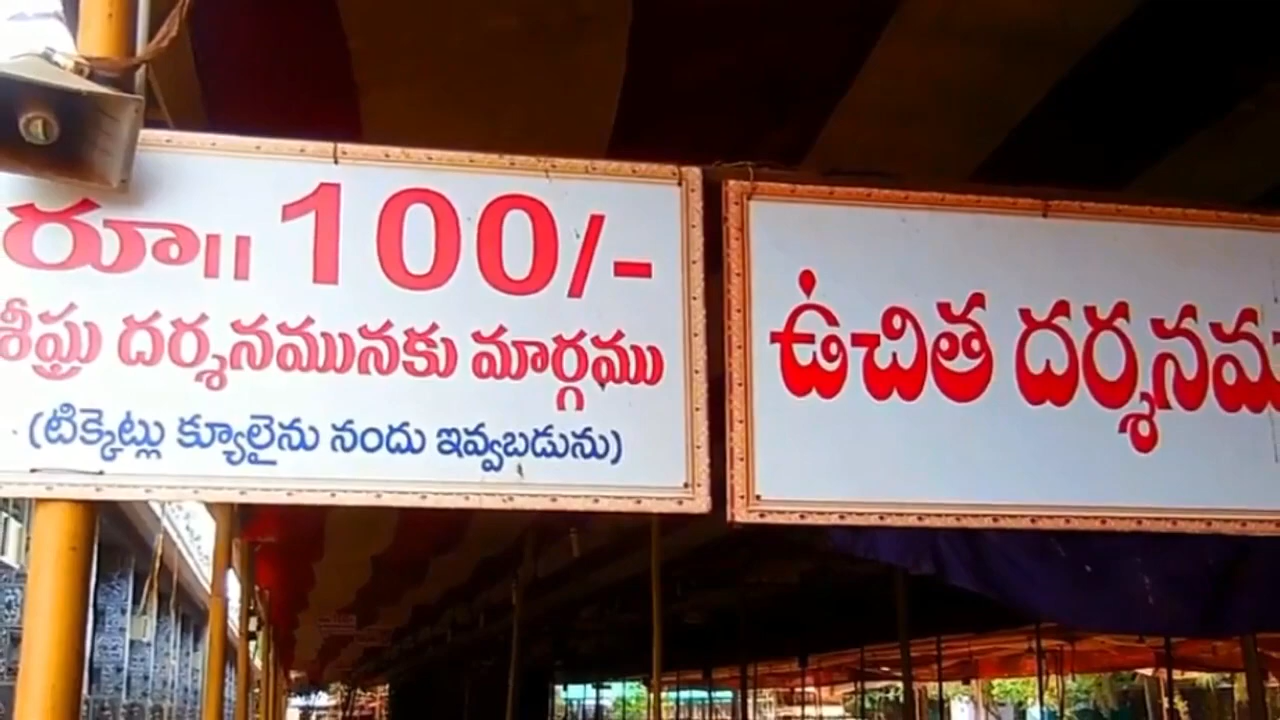 రూ॥ 100/-
శీఘ్ర దర్శనమునకు మార్గము
(టిక్కెట్లు క్యూలైను నందు ఇవ్వబడును)
ఉచిత దర్శనమ